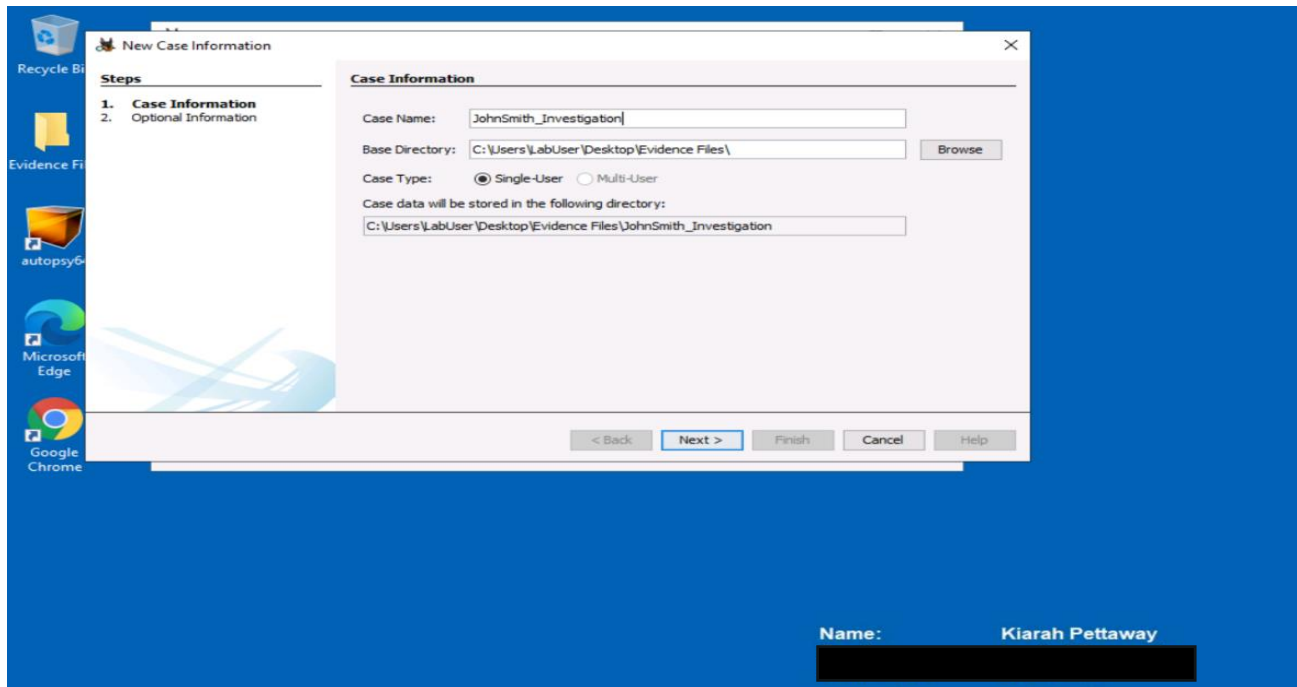 Recycle Bi
Evidence Fi
autopsy6
Microsoft
Edge
Google
Chrome
New Case Information
Steps
1. Case Information
2. Optional Information
Case Information
Case Name: JohnSmith_Investigation
Base Directory: C:\Users\LabUser\Desktop\Evidence Files\ Browse
Case Type: Single-User Multi-User
Case data will be stored in the following directory:
C:\Users\LabUser\Desktop\Evidence Files\JohnSmith_Investigation
< Back Next > Finish Cancel Help
Name: Kiarah Pettaway